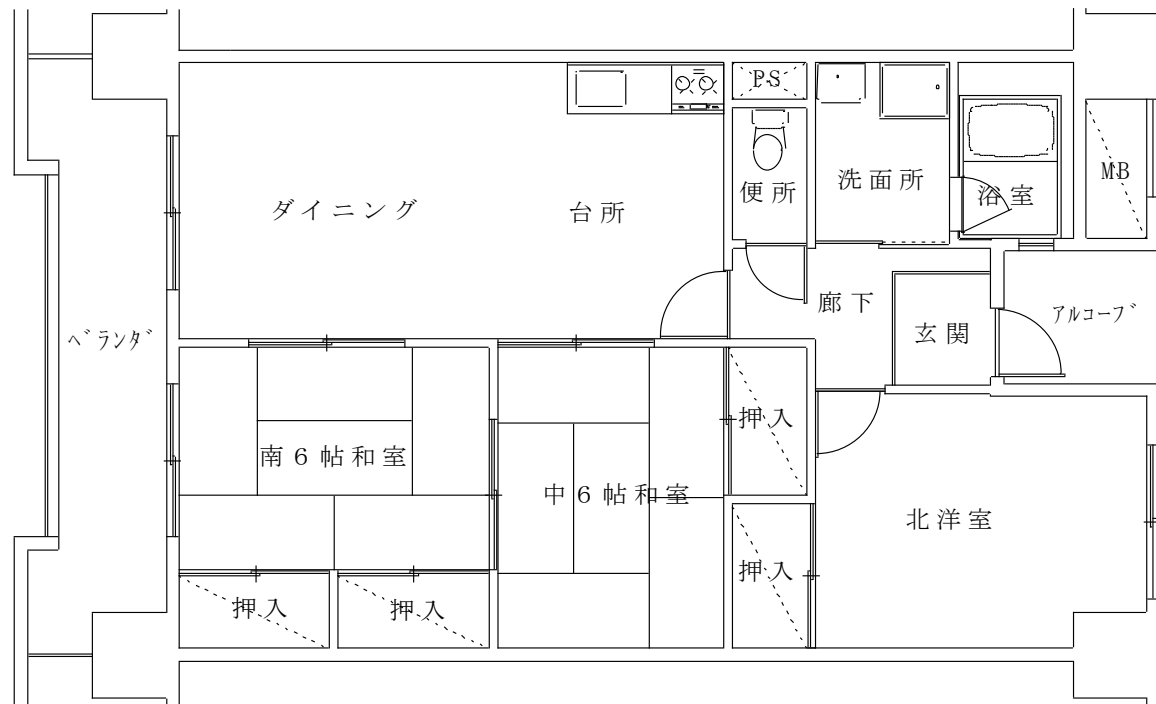 PS
便所
洗面所
浴室
MB
ダイニング
台所
廊下
玄関
アルコーブ
ベランダ
押入
南６帖和室
中６帖和室
北洋室
押入
押入
押入